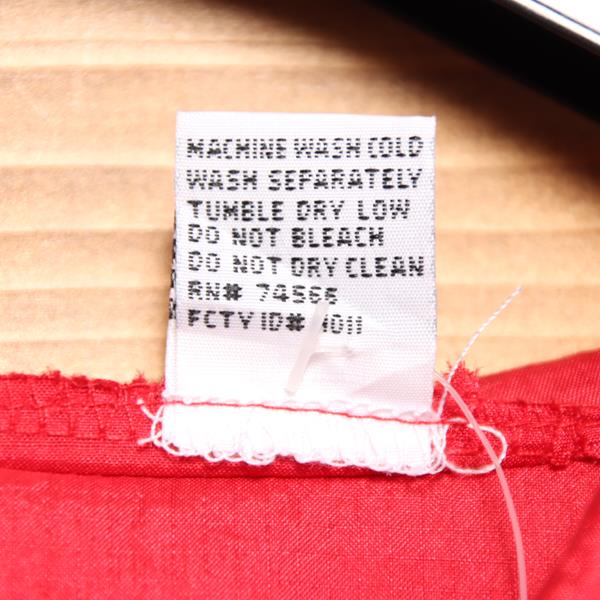 MACHINE WASH COLD
WASH SEPARATELY
TUMBLE DRY LOW
DO NOT BLEACH
DO NOT DRY CLEAN
RN# 74566
FCTY ID#